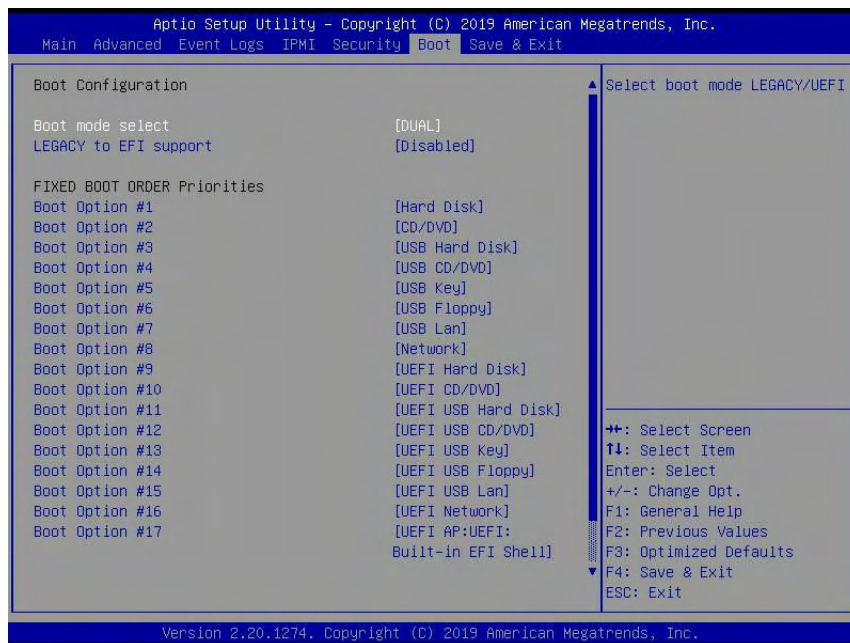 Aptio Setup Utility – Copyright (C) 2019 American Megatrends, Inc.
Main Advanced Event Logs IPMI Security Boot Save & Exit
Boot Configuration
Boot mode select [DUAL]
LEGACY to EFI support [Disabled]
FIXED BOOT ORDER Priorities
Boot Option #1 [Hard Disk]
Boot Option #2 [CD/DVD]
Boot Option #3 [USB Hard Disk]
Boot Option #4 [USB CD/DVD]
Boot Option #5 [USB Key]
Boot Option #6 [USB Floppy]
Boot Option #7 [USB Lan]
Boot Option #8 [Network]
Boot Option #9 [UEFI Hard Disk]
Boot Option #10 [UEFI CD/DVD]
Boot Option #11 [UEFI USB Hard Disk]
Boot Option #12 [UEFI USB CD/DVD]
Boot Option #13 [UEFI USB Key]
Boot Option #14 [UEFI USB Floppy]
Boot Option #15 [UEFI USB Lan]
Boot Option #16 [UEFI Network]
Boot Option #17 [UEFI AP:UEFI:
Built-in EFI Shell]
Select boot mode LEGACY/UEFI
→←: Select Screen
↑↓: Select Item
Enter: Select
+/-: Change Opt.
F1: General Help
F2: Previous Values
F3: Optimized Defaults
F4: Save & Exit
ESC: Exit
Version 2.20.1274. Copyright (C) 2019 American Megatrends, Inc.